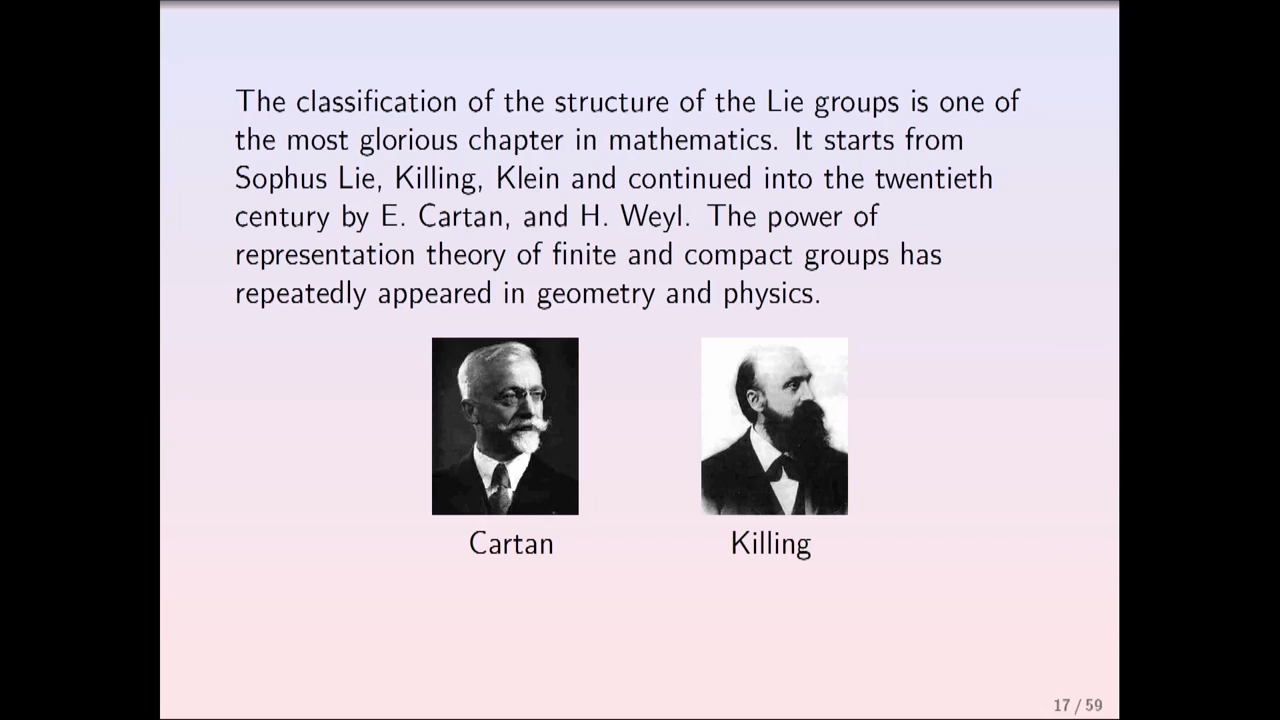 The classification of the structure of the Lie groups is one of
the most glorious chapter in mathematics. It starts from
Sophus Lie, Killing, Klein and continued into the twentieth
century by E. Cartan, and H. Weyl. The power of
representation theory of finite and compact groups has
repeatedly appeared in geometry and physics.
Cartan
Killing
17 / 59